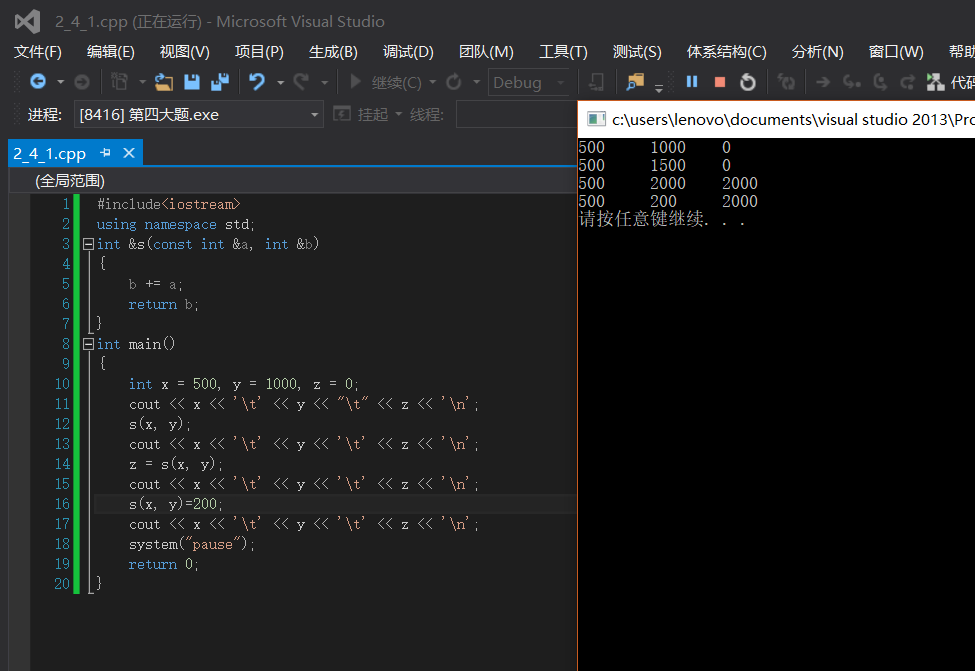 2_4_1.cpp (正在运行) - Microsoft Visual Studio
文件(F) 编辑(E) 视图(V) 项目(P) 生成(B) 调试(D) 团队(M) 工具(T) 测试(S) 体系结构(C) 分析(N) 窗口(W) 帮助
继续(C) Debug 代码
进程: [8416] 第四大题.exe 挂起 线程:
c:\users\lenovo\documents\visual studio 2013\Pro
2_4_1.cpp
(全局范围)
1 #include<iostream>
2 using namespace std;
3 int &s(const int &a, int &b)
4 {
5 b += a;
6 return b;
7 }
8 int main()
9 {
10 int x = 500, y = 1000, z = 0;
11 cout << x << '\t' << y << "\t" << z << '\n';
12 s(x, y);
13 cout << x << '\t' << y << '\t' << z << '\n';
14 z = s(x, y);
15 cout << x << '\t' << y << '\t' << z << '\n';
16 s(x, y)=200;
17 cout << x << '\t' << y << '\t' << z << '\n';
18 system("pause");
19 return 0;
20 }
500 1000 0
500 1500 0
500 2000 2000
500 200 2000
请按任意键继续. . .